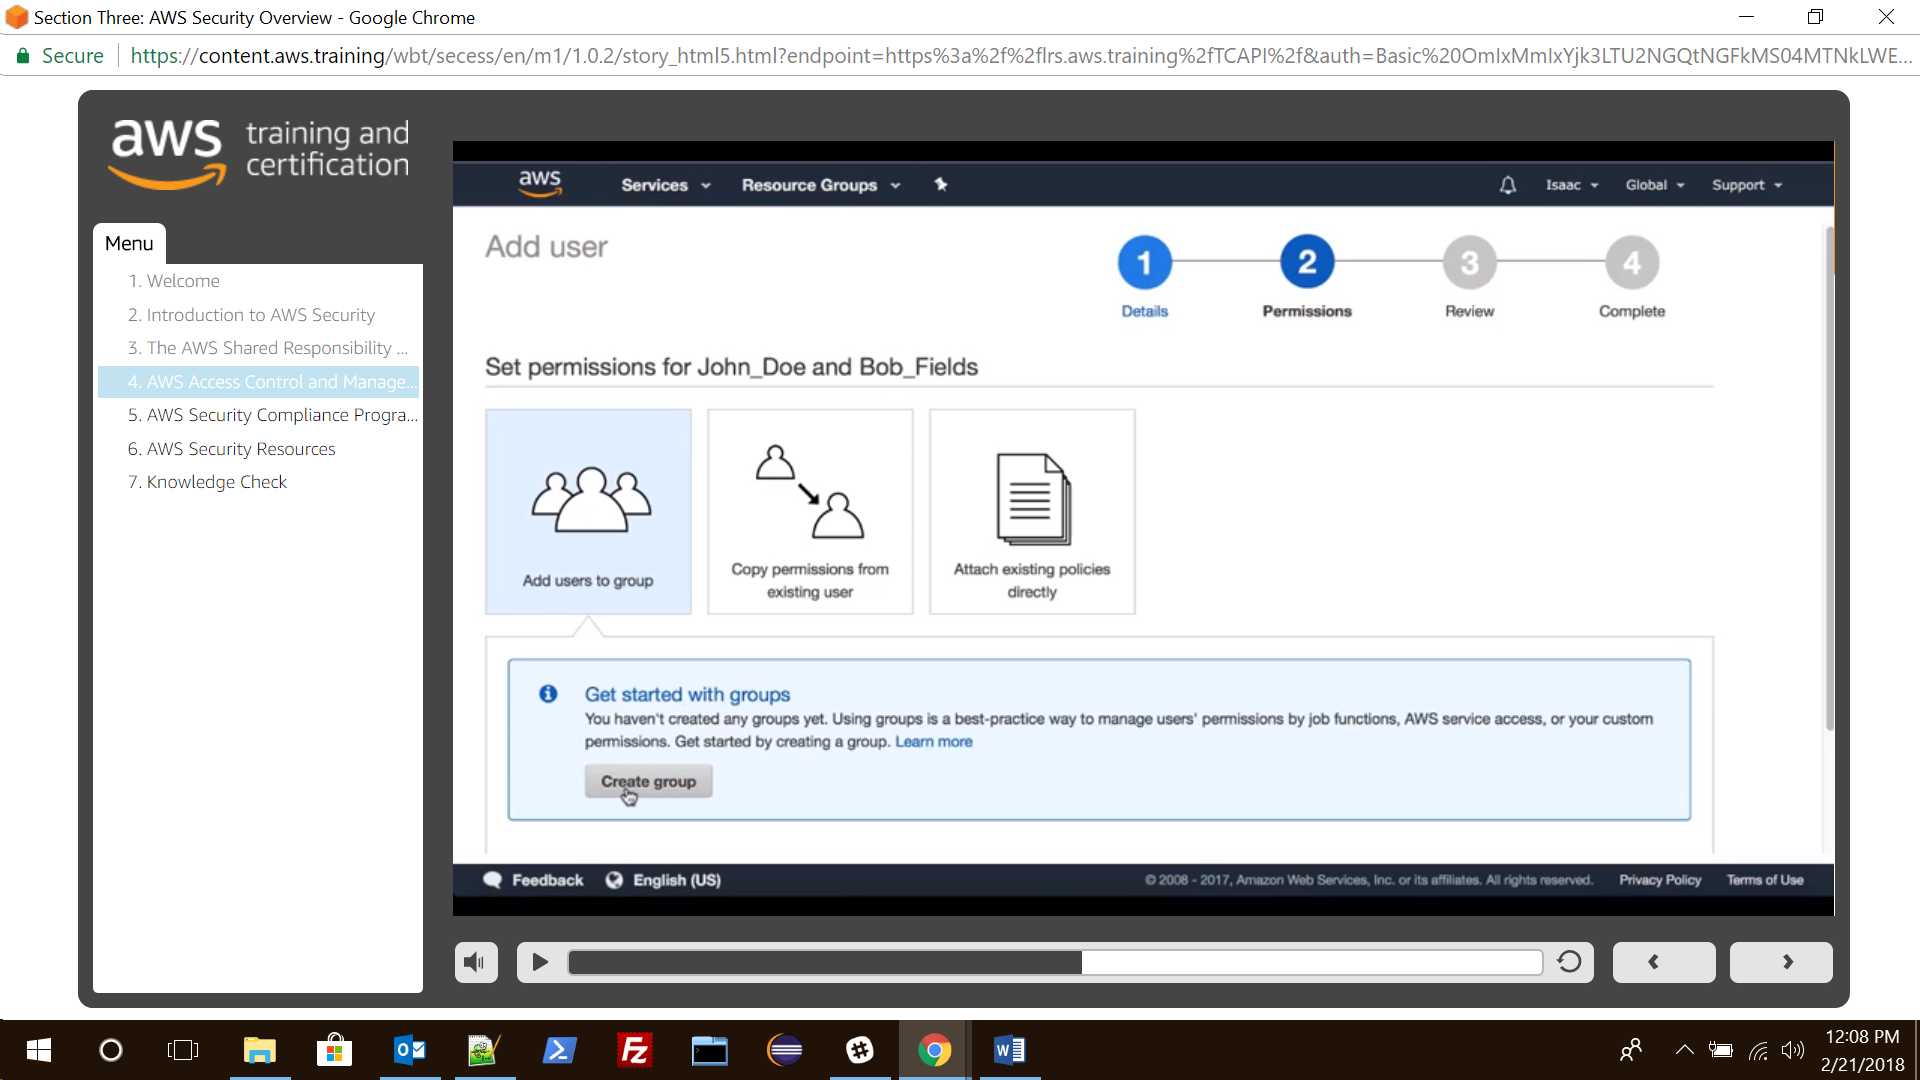 Section Three: AWS Security Overview - Google Chrome
Secure
https://content.aws.training/wbt/secess/en/m1/1.0.2/story_html5.html?endpoint=https%3a%2f%2flrs.aws.training%2fTCAPI%2f&auth=Basic%20OmIxMmIxYjk3LTU2NGQtNGFkMS04MTNkLWE...
aws training and
certification
Menu
1. Welcome
2. Introduction to AWS Security
3. The AWS Shared Responsibility ...
4. AWS Access Control and Manage...
5. AWS Security Compliance Progra...
6. AWS Security Resources
7. Knowledge Check
aws Services Resource Groups Isaac Global Support
Add user
1 2 3 4
Details Permissions Review Complete
Set permissions for John_Doe and Bob_Fields
Add users to group
Copy permissions from
existing user
Attach existing policies
directly
Get started with groups
You haven't created any groups yet. Using groups is a best-practice way to manage users' permissions by job functions, AWS service access, or your custom
permissions. Get started by creating a group. Learn more
Create group
Feedback English (US) © 2008 - 2017, Amazon Web Services, Inc. or its affiliates. All rights reserved. Privacy Policy Terms of Use
12:08 PM
2/21/2018